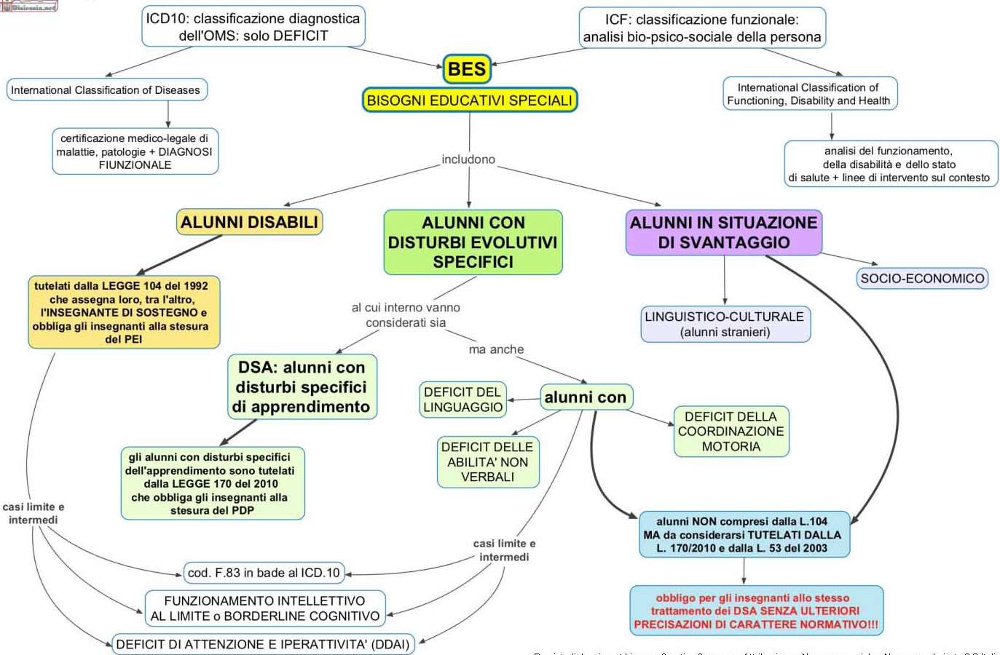 Dislessia.net
ICD10: classificazione diagnostica
dell'OMS: solo DEFICIT
ICF: classificazione funzionale:
analisi bio-psico-sociale della persona
BES
BISOGNI EDUCATIVI SPECIALI
International Classification of Diseases
International Classification of
Functioning, Disability and Health
certificazione medico-legale di
malattie, patologie + DIAGNOSI
FIUNZIONALE
analisi del funzionamento,
della disabilità e dello stato
di salute + linee di intervento sul contesto
includono
ALUNNI DISABILI
ALUNNI CON
DISTURBI EVOLUTIVI
SPECIFICI
ALUNNI IN SITUAZIONE
DI SVANTAGGIO
tutelati dalla LEGGE 104 del 1992
che assegna loro, tra l'altro,
l'INSEGNANTE DI SOSTEGNO e
obbliga gli insegnanti alla stesura
del PEI
SOCIO-ECONOMICO
LINGUISTICO-CULTURALE
(alunni stranieri)
al cui interno vanno
considerati sia
ma anche
DSA: alunni con
disturbi specifici
di apprendimento
alunni con
DEFICIT DEL
LINGUAGGIO
DEFICIT DELLE
ABILITA' NON
VERBALI
DEFICIT DELLA
COORDINAZIONE
MOTORIA
gli alunni con disturbi specifici
dell'apprendimento sono tutelati
dalla LEGGE 170 del 2010
che obbliga gli insegnanti alla
stesura del PDP
casi limite e
intermedi
casi limite e
intermedi
alunni NON compresi dalla L.104
MA da considerarsi TUTELATI DALLA
L. 170/2010 e dalla L. 53 del 2003
cod. F.83 in bade al ICD.10
FUNZIONAMENTO INTELLETTIVO
AL LIMITE o BORDERLINE COGNITIVO
DEFICIT DI ATTENZIONE E IPERATTIVITA' (DDAI)
obbligo per gli insegnanti allo stesso
trattamento dei DSA SENZA ULTERIORI
PRECISAZIONI DI CARATTERE NORMATIVO!!!